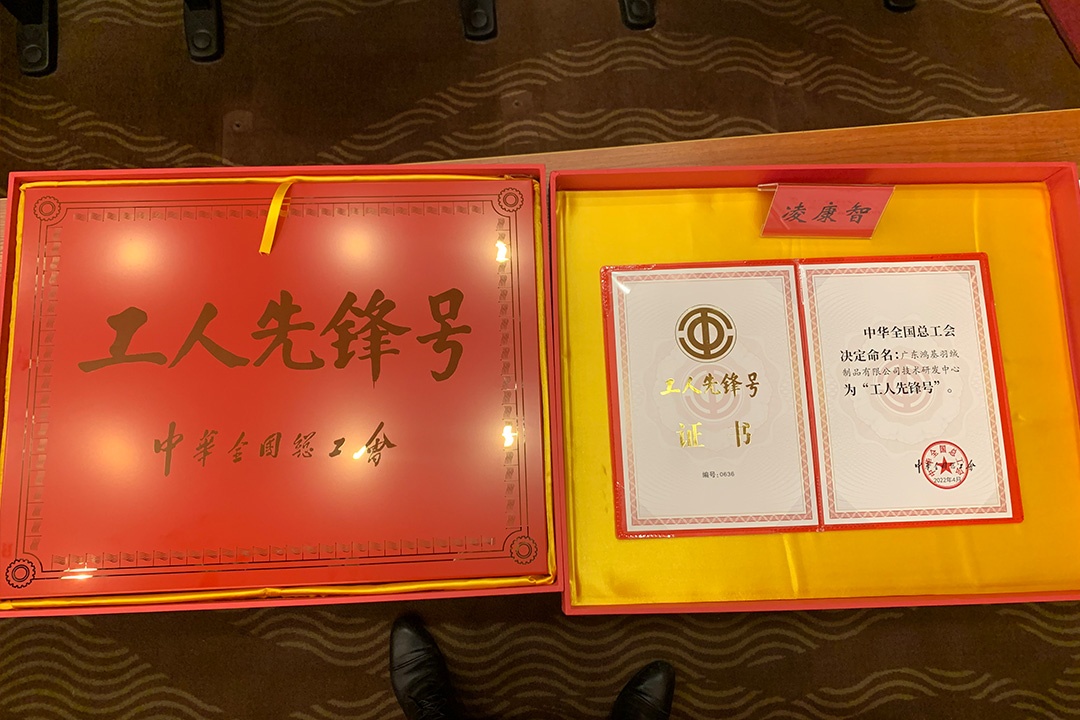 工人先锋号
中華全国總工會
凌康智
工人先锋号
证书
编号:0636
中华全国总工会
决定命名:广东鸿基羽绒
制品有限公司技术研发中心
为“工人先锋号”。
2022年4月